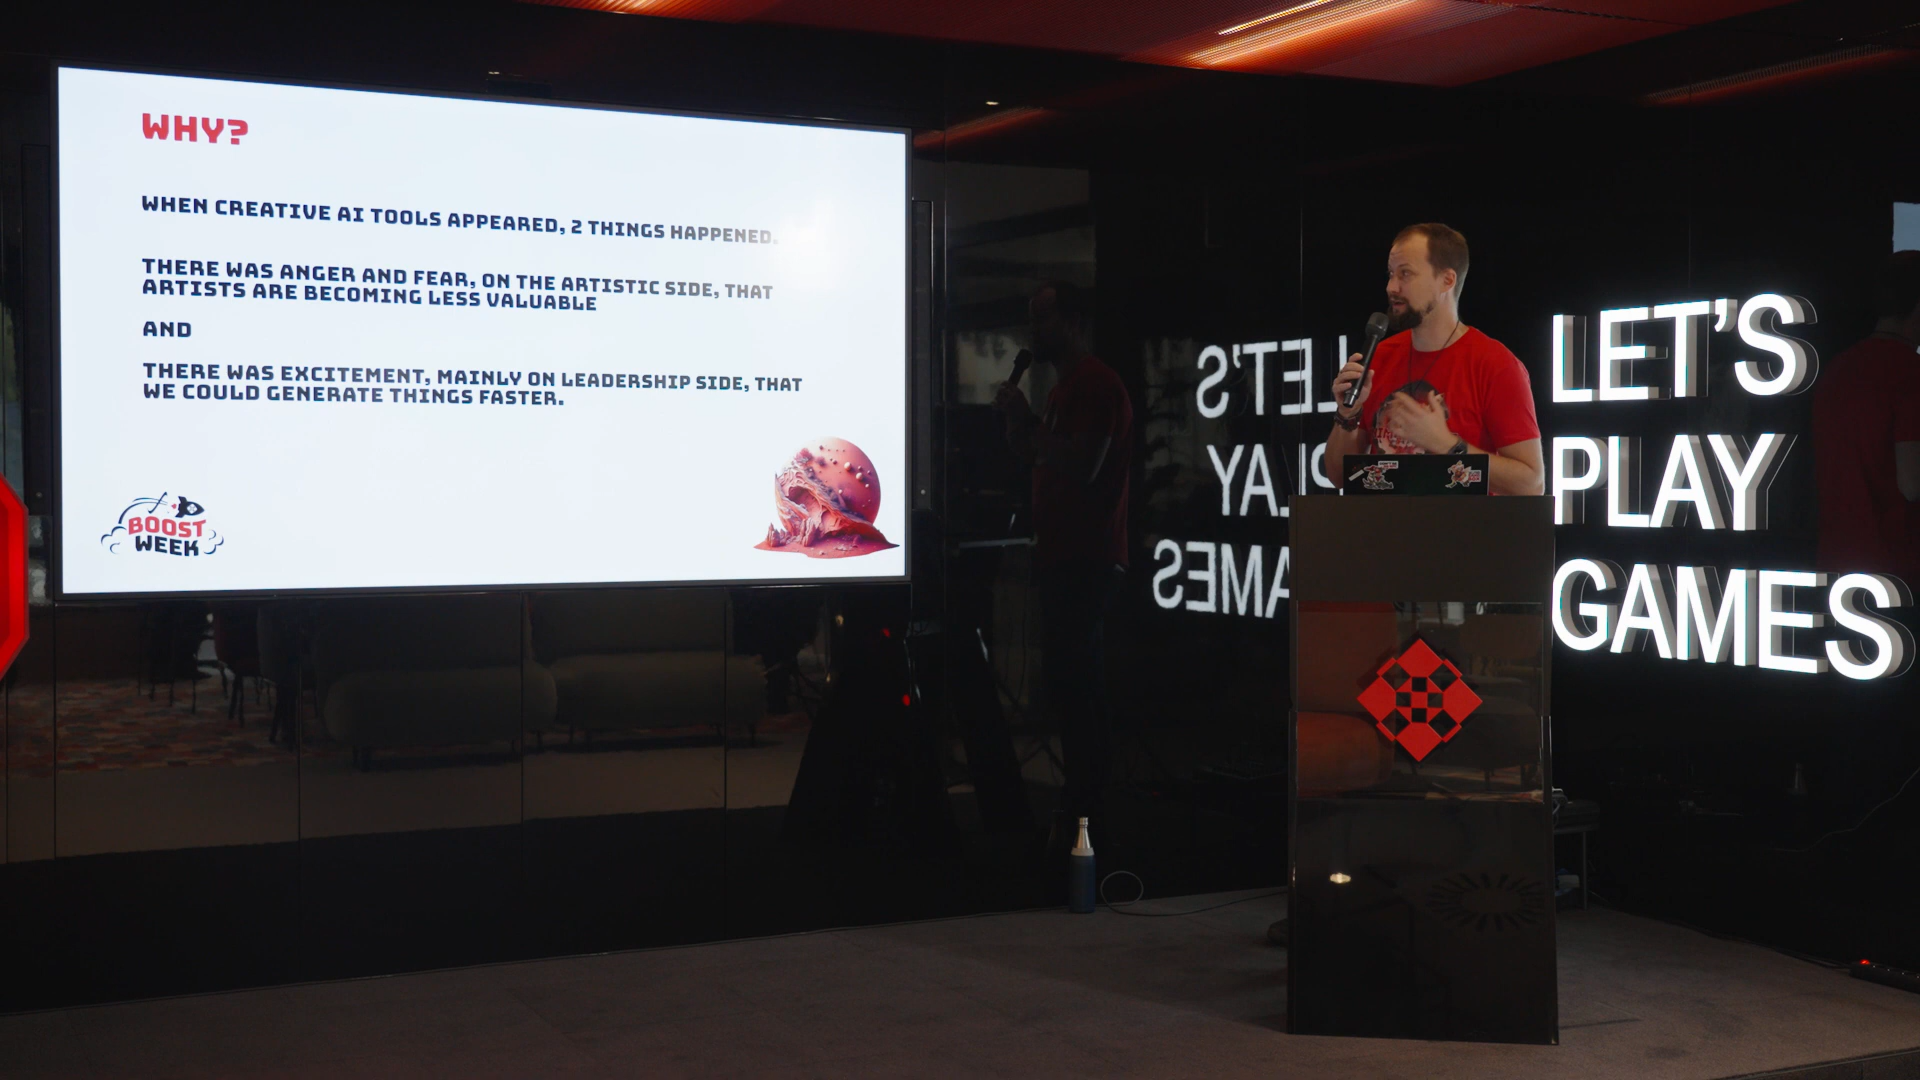 WHY?
WHEN CREATIVE AI TOOLS APPEARED, 2 THINGS HAPPENED.
THERE WAS ANGER AND FEAR, ON THE ARTISTIC SIDE, THAT
ARTISTS ARE BECOMING LESS VALUABLE
AND
THERE WAS EXCITEMENT, MAINLY ON LEADERSHIP SIDE, THAT
WE COULD GENERATE THINGS FASTER.
BOOST
WEEK
LET'S
PLAY
GAMES